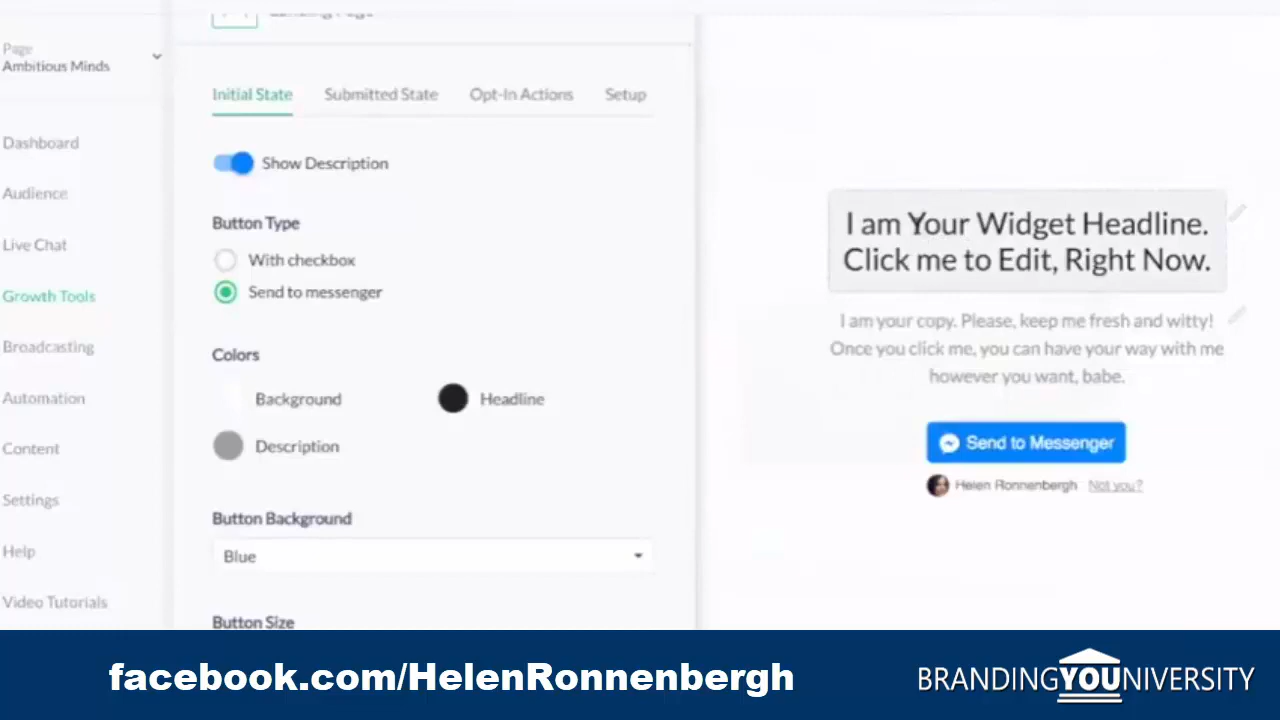 Page
Ambitious Minds
Dashboard
Audience
Live Chat
Growth Tools
Broadcasting
Automation
Content
Settings
Help
Video Tutorials
Landing Page
Initial State Submitted State Opt-In Actions Setup
Show Description
Button Type
With checkbox
Send to messenger
Colors
Background Headline
Description
Button Background
Blue
Button Size
I am Your Widget Headline.
Click me to Edit, Right Now.
I am your copy. Please, keep me fresh and witty!
Once you click me, you can have your way with me
however you want, babe.
Send to Messenger
Helen Ronnenbergh Not you?
facebook.com/HelenRonnenbergh
BRANDINGYOUNIVERSITY